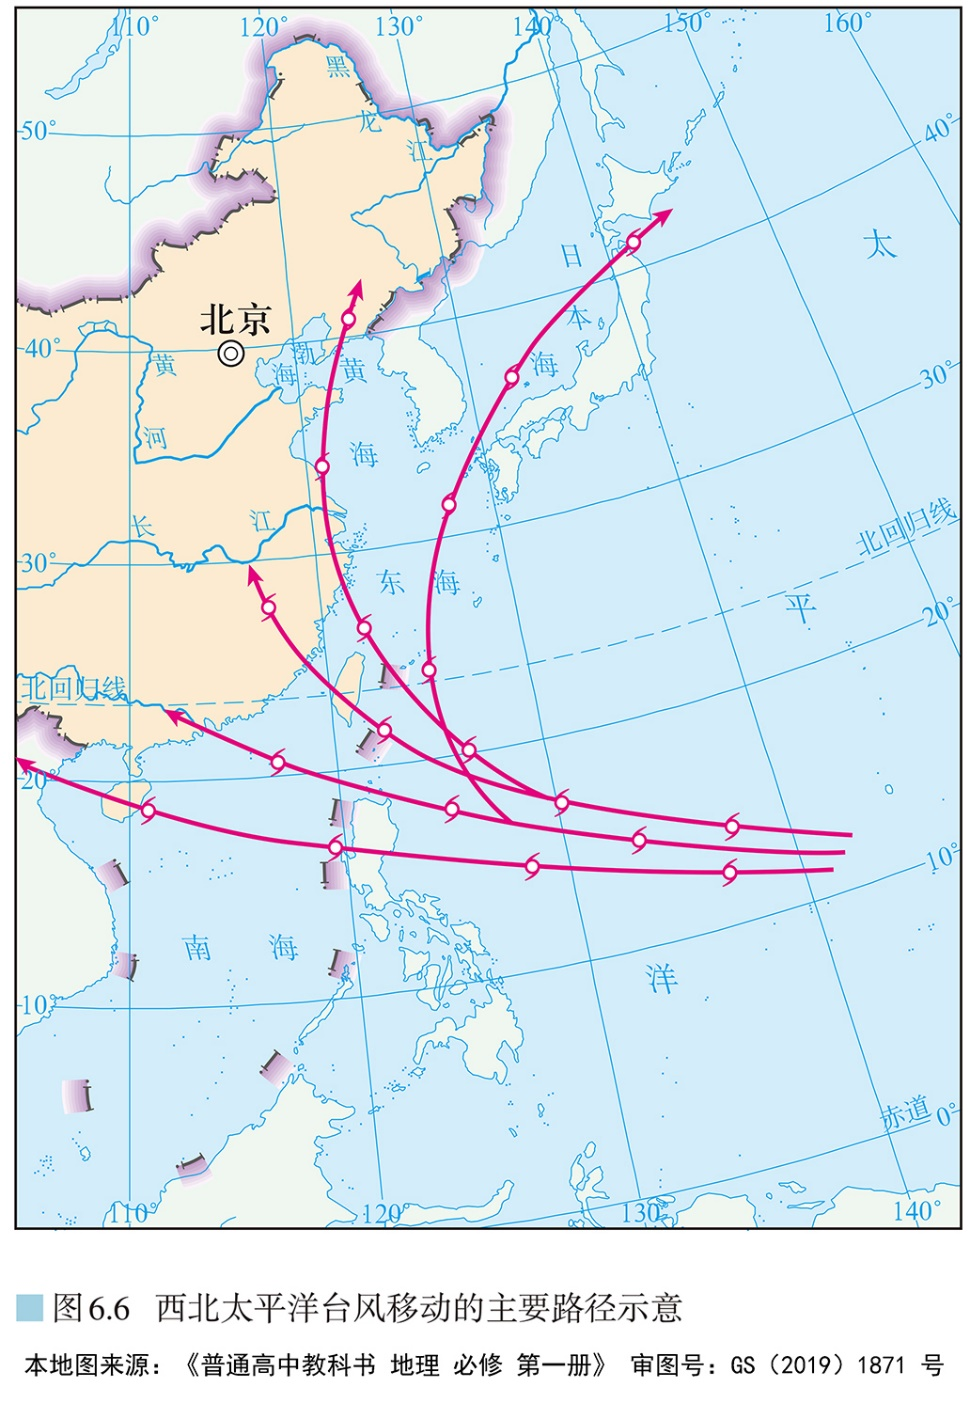 110° 120° 130° 140° 150° 160°
黑
龙
江
50°
40°
太
日
本
海
北京
渤
海
黄
海
40°
黄
河
30°
长 江
北回归线
30°
东 海
平
20°
北回归线
20°
10°
南 海
洋
10°
赤道 0°
110° 120° 130° 140°
图6.6 西北太平洋台风移动的主要路径示意
本地图来源：《普通高中教科书 地理 必修 第一册》 审图号：GS（2019）1871 号